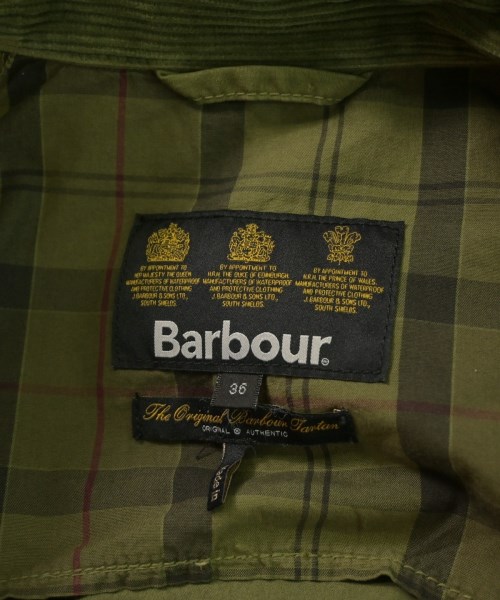 BY APPOINTMENT TO
HER MAJESTY THE QUEEN
MANUFACTURERS OF WATERPROOF
AND PROTECTIVE CLOTHING
J. BARBOUR & SONS LTD.,
SOUTH SHIELDS.
BY APPOINTMENT TO
H.R.H. THE DUKE OF EDINBURGH
MANUFACTURERS OF WATERPROOF
AND PROTECTIVE CLOTHING
J. BARBOUR & SONS LTD.,
SOUTH SHIELDS.
BY APPOINTMENT TO
H.R.H. THE PRINCE OF WALES,
MANUFACTURERS OF WATERPROOF
AND PROTECTIVE CLOTHING
J. BARBOUR & SONS LTD.,
SOUTH SHIELDS.
Barbour®
36
The Original Barbour Tartan
ORIGINAL & AUTHENTIC
Made in